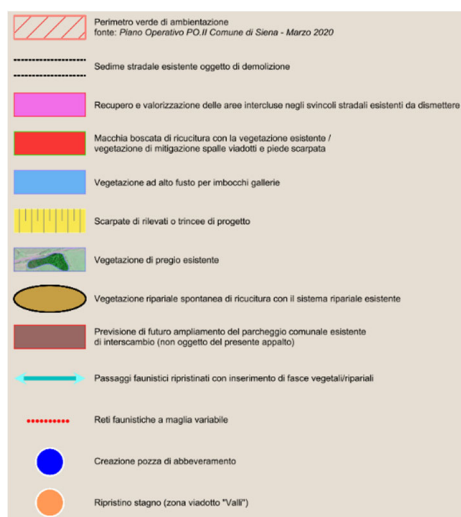 Perimetro verde di ambientazione
fonte: Plano Operativo PO.II Comune di Siena - Marzo 2020
Sedime stradale esistente oggetto di demolizione
Recupero e valorizzazione delle aree intercluse negli svincoli stradali esistenti da dismettere
Macchia boscata di ricucitura con la vegetazione esistente /
vegetazione di mitigazione spalle viadotti e piede scarpata
Vegetazione ad alto fusto per imbocchi gallerie
Scarpate di rilevati o trincee di progetto
Vegetazione di pregio esistente
Vegetazione ripariale spontanea di ricucitura con il sistema ripariale esistente
Previsione di futuro ampliamento del parcheggio comunale esistente
di interscambio (non oggetto del presente appalto)
Passaggi faunistici ripristinati con inserimento di fasce vegetali/ripariali
Reti faunistiche a maglia variabile
Creazione pozza di abbeveramento
Ripristino stagno (zona viadotto "Valli")